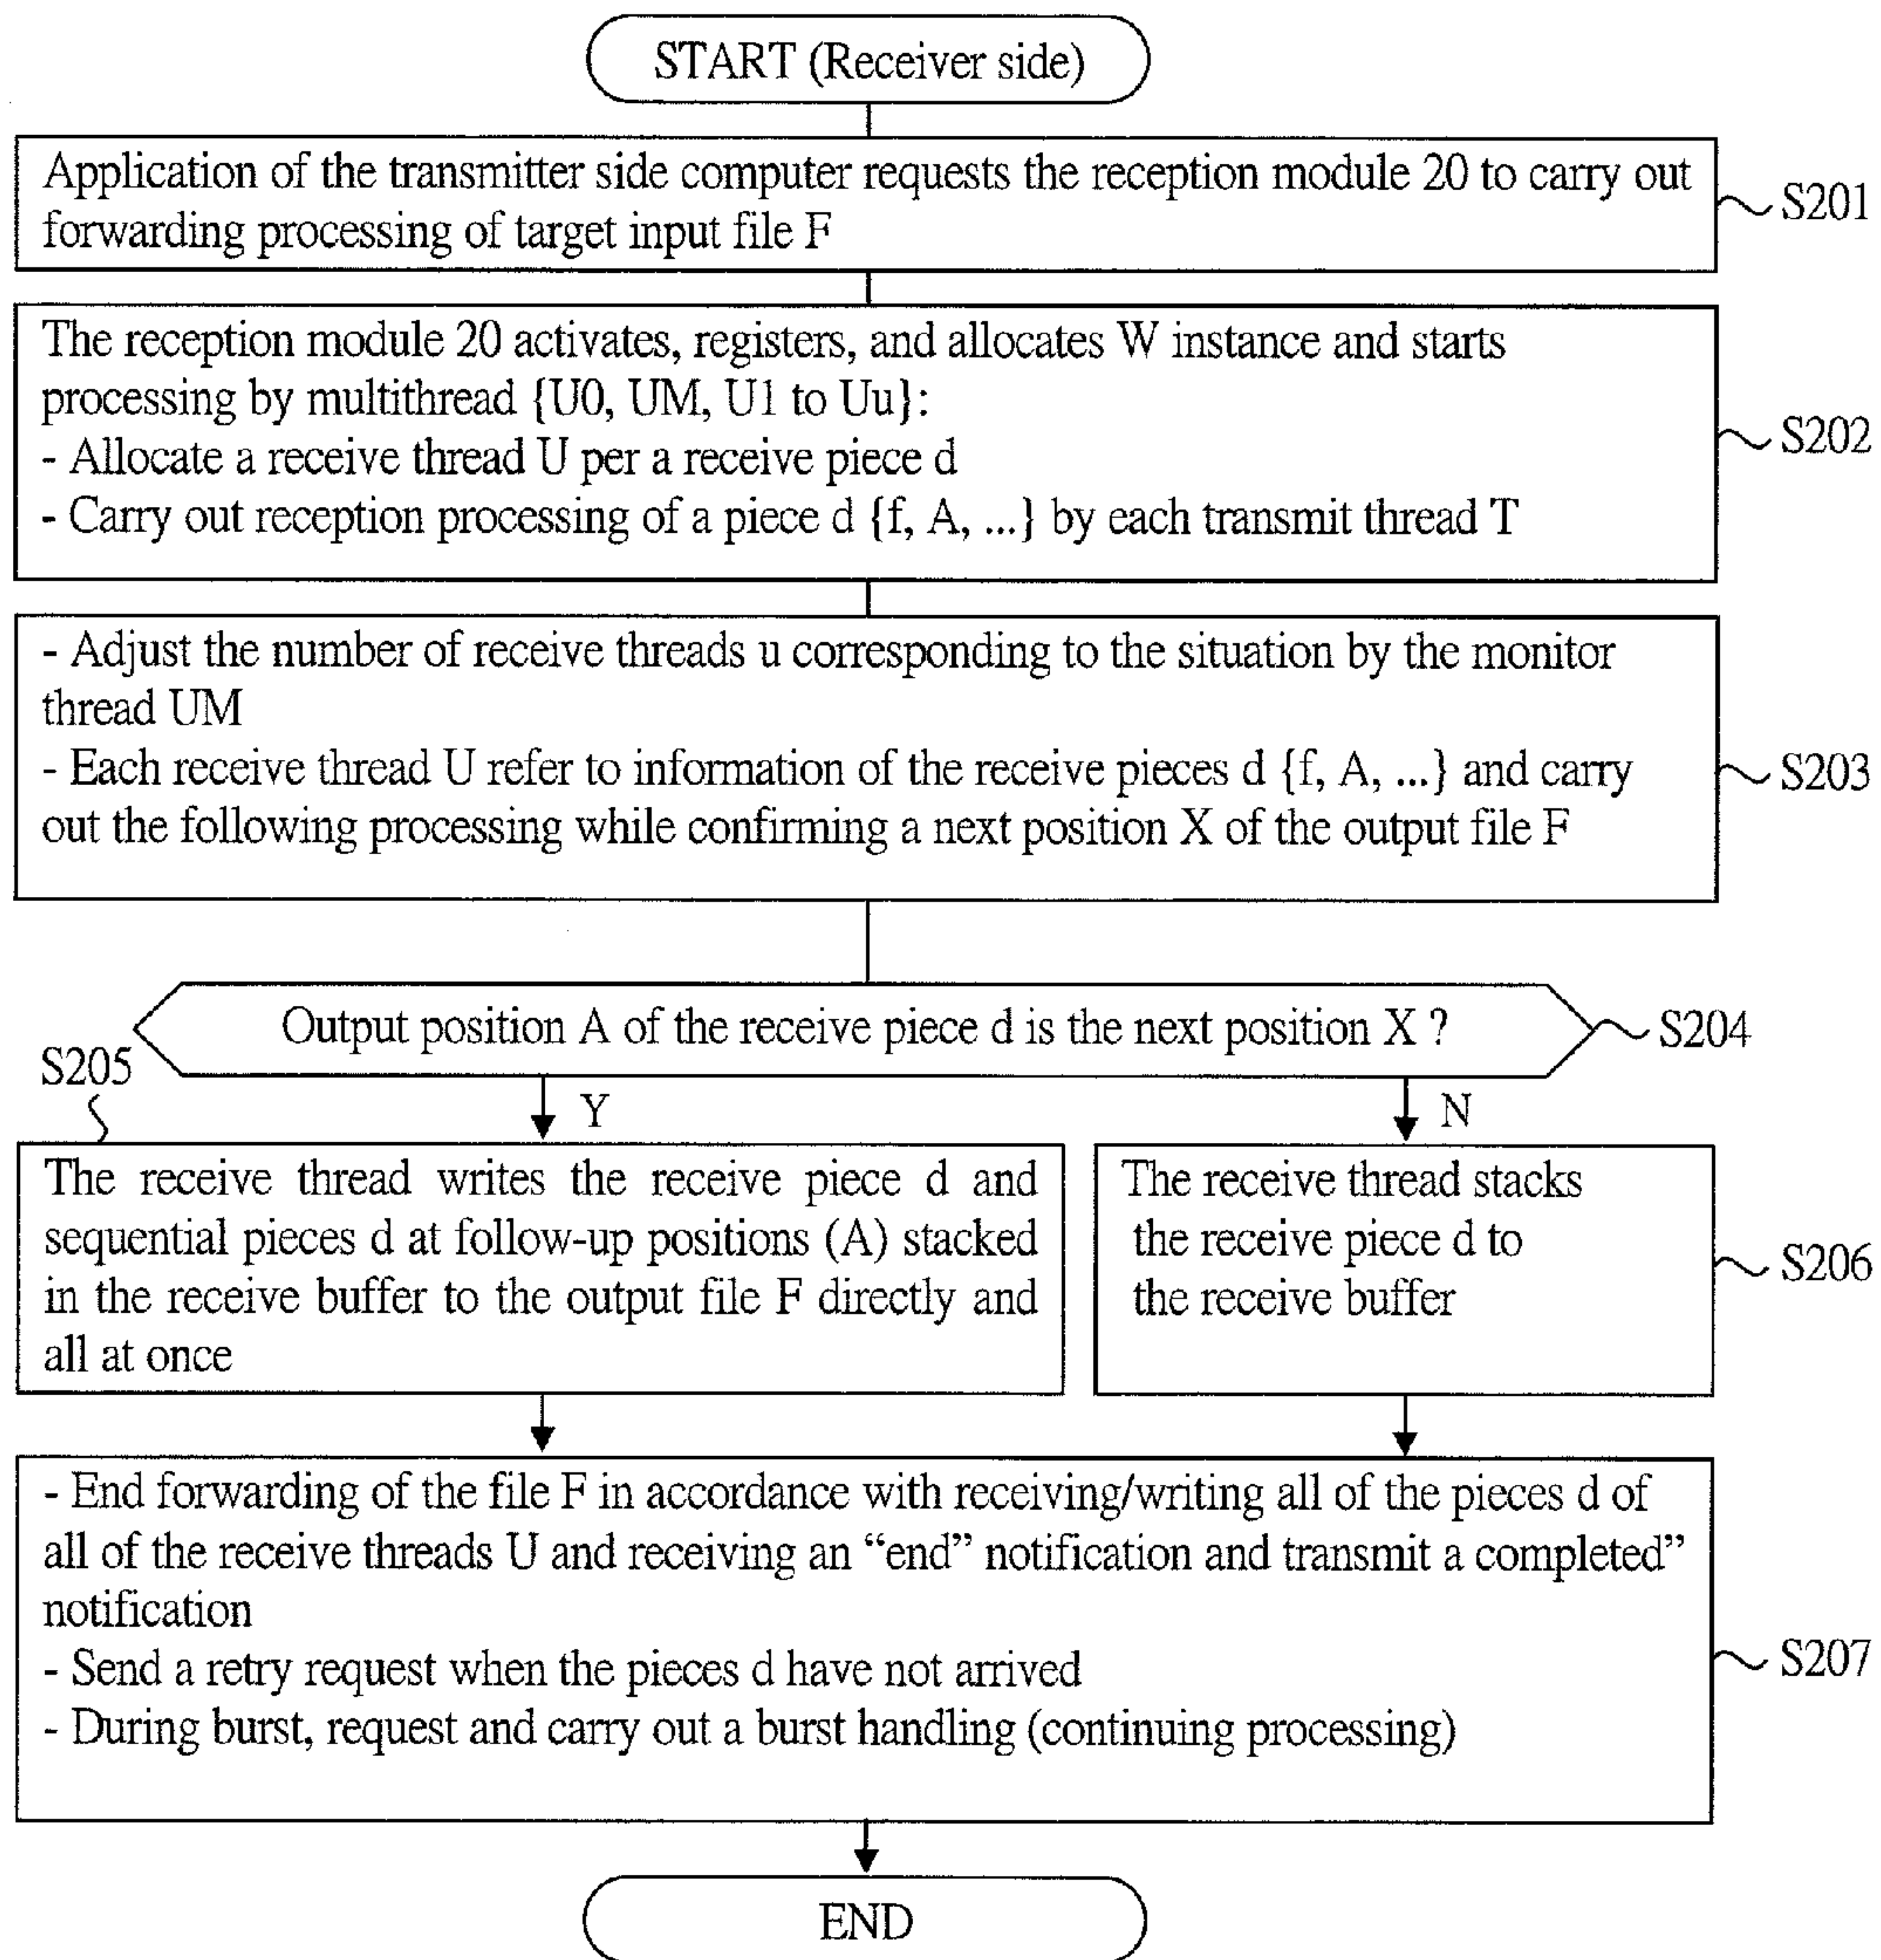 START (Receiver side)
Application of the transmitter side computer requests the reception module 20 to carry out
forwarding processing of target input file F
S201
The reception module 20 activates, registers, and allocates W instance and starts
processing by multithread {U0, UM, U1 to Uu}:
- Allocate a receive thread U per a receive piece d
- Carry out reception processing of a piece d {f, A, ...} by each transmit thread T
S202
- Adjust the number of receive threads u corresponding to the situation by the monitor
thread UM
- Each receive thread U refer to information of the receive pieces d {f, A, ...} and carry
out the following processing while confirming a next position X of the output file F
S203
Output position A of the receive piece d is the next position X ?
S204
S205
Y
N
The receive thread writes the receive piece d and
sequential pieces d at follow-up positions (A) stacked
in the receive buffer to the output file F directly and
all at once
The receive thread stacks
the receive piece d to
the receive buffer
S206
- End forwarding of the file F in accordance with receiving/writing all of the pieces d of
all of the receive threads U and receiving an “end” notification and transmit a completed”
notification
- Send a retry request when the pieces d have not arrived
- During burst, request and carry out a burst handling (continuing processing)
S207
END